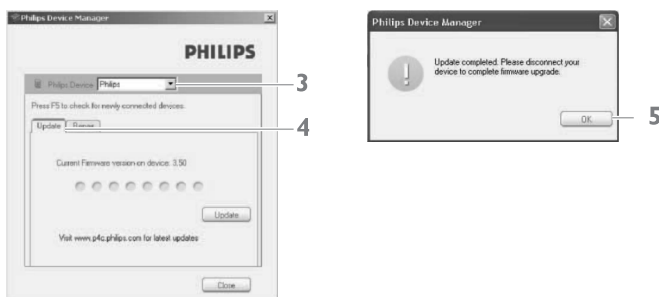 Philips Device Manager
PHILIPS
Philips Device Philips
3
Press F5 to check for newly connected devices.
Update Repair
4
Current Firmware version on device: 3.50
Update
Visit www.p4c.philips.com for latest updates
Close
Philips Device Manager
Update completed. Please disconnect your
device to complete firmware upgrade.
OK
5